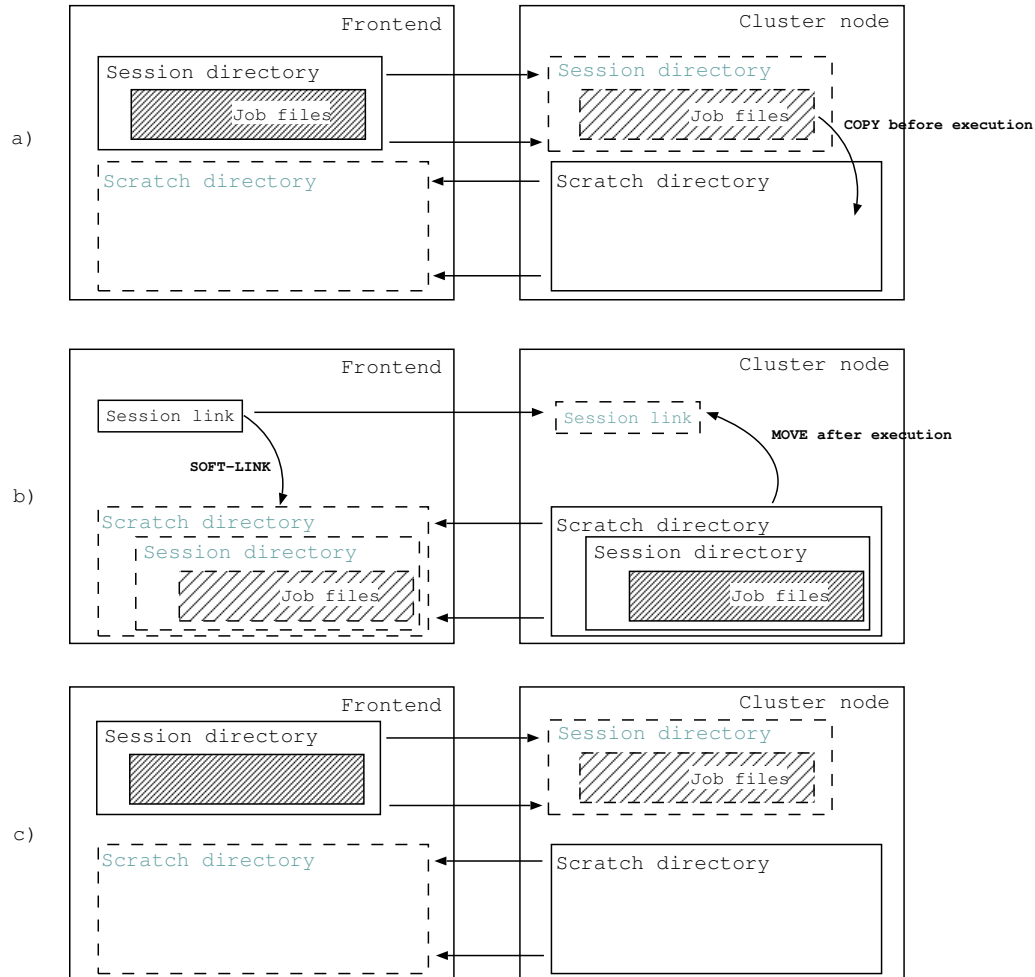 Frontend
Cluster node
Session directory
Session directory
Job files
Job files
a)
COPY before execution
Scratch directory
Scratch directory
Frontend
Cluster node
Session link
Session link
MOVE after execution
SOFT-LINK
b)
Scratch directory
Scratch directory
Session directory
Session directory
Job files
Job files
Frontend
Cluster node
Session directory
Session directory
Job files
c)
Scratch directory
Scratch directory